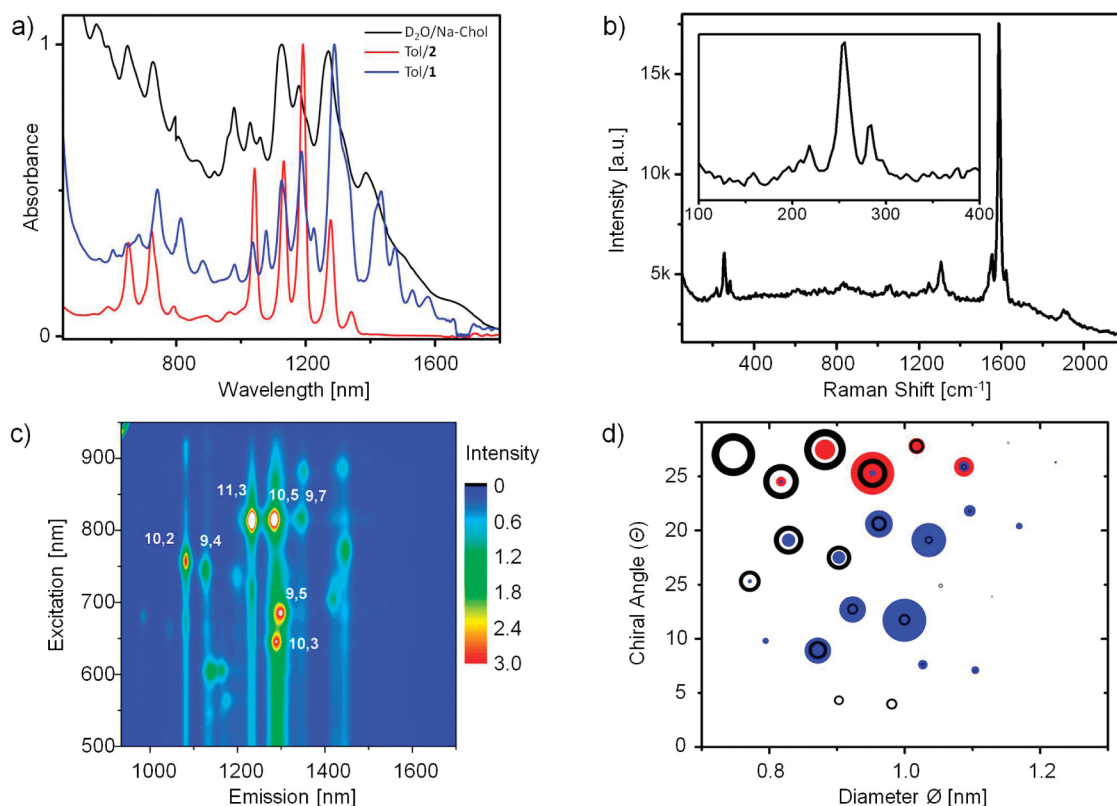 a)
1
0
Absorbance
800
1000
1200
1400
1600
Wavelength [nm]
D₂O/Na-Chol
Tol/2
Tol/1
b)
15k
10k
5k
Intensity [a.u.]
100
200
300
400
400
800
1200
1600
2000
Raman Shift [cm⁻¹]
c)
900
800
700
600
500
Excitation [nm]
11,3
10,5
9,7
10,2
9,4
9,5
10,3
1000
1200
1400
1600
Emission [nm]
Intensity
0
0.6
1.2
1.8
2.4
3.0
d)
25
20
25
10
5
0
Chiral Angle (Θ)
0.8
1.0
1.2
Diameter Ø [nm]